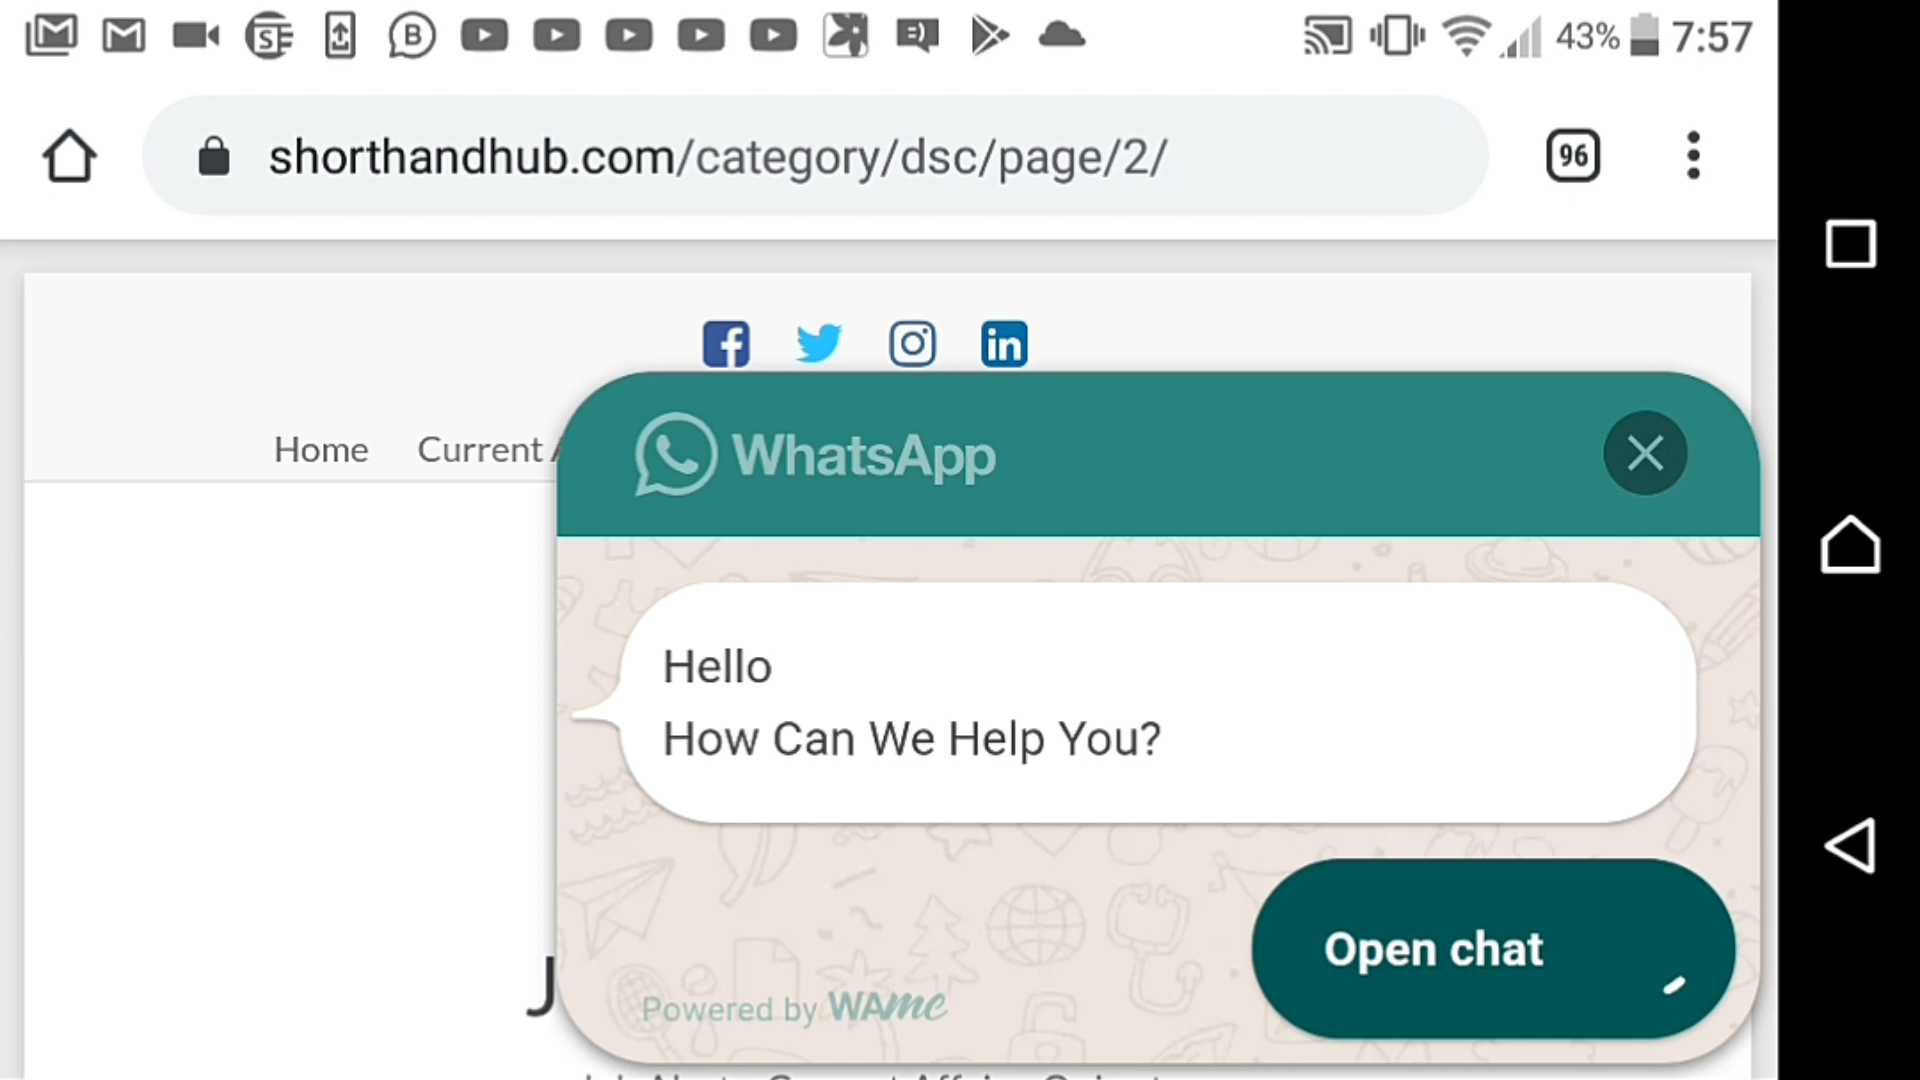 43% 7:57
shorthandhub.com/category/dsc/page/2/
96
Home Current
WhatsApp
Hello
How Can We Help You?
Open chat
Powered by WAme
J